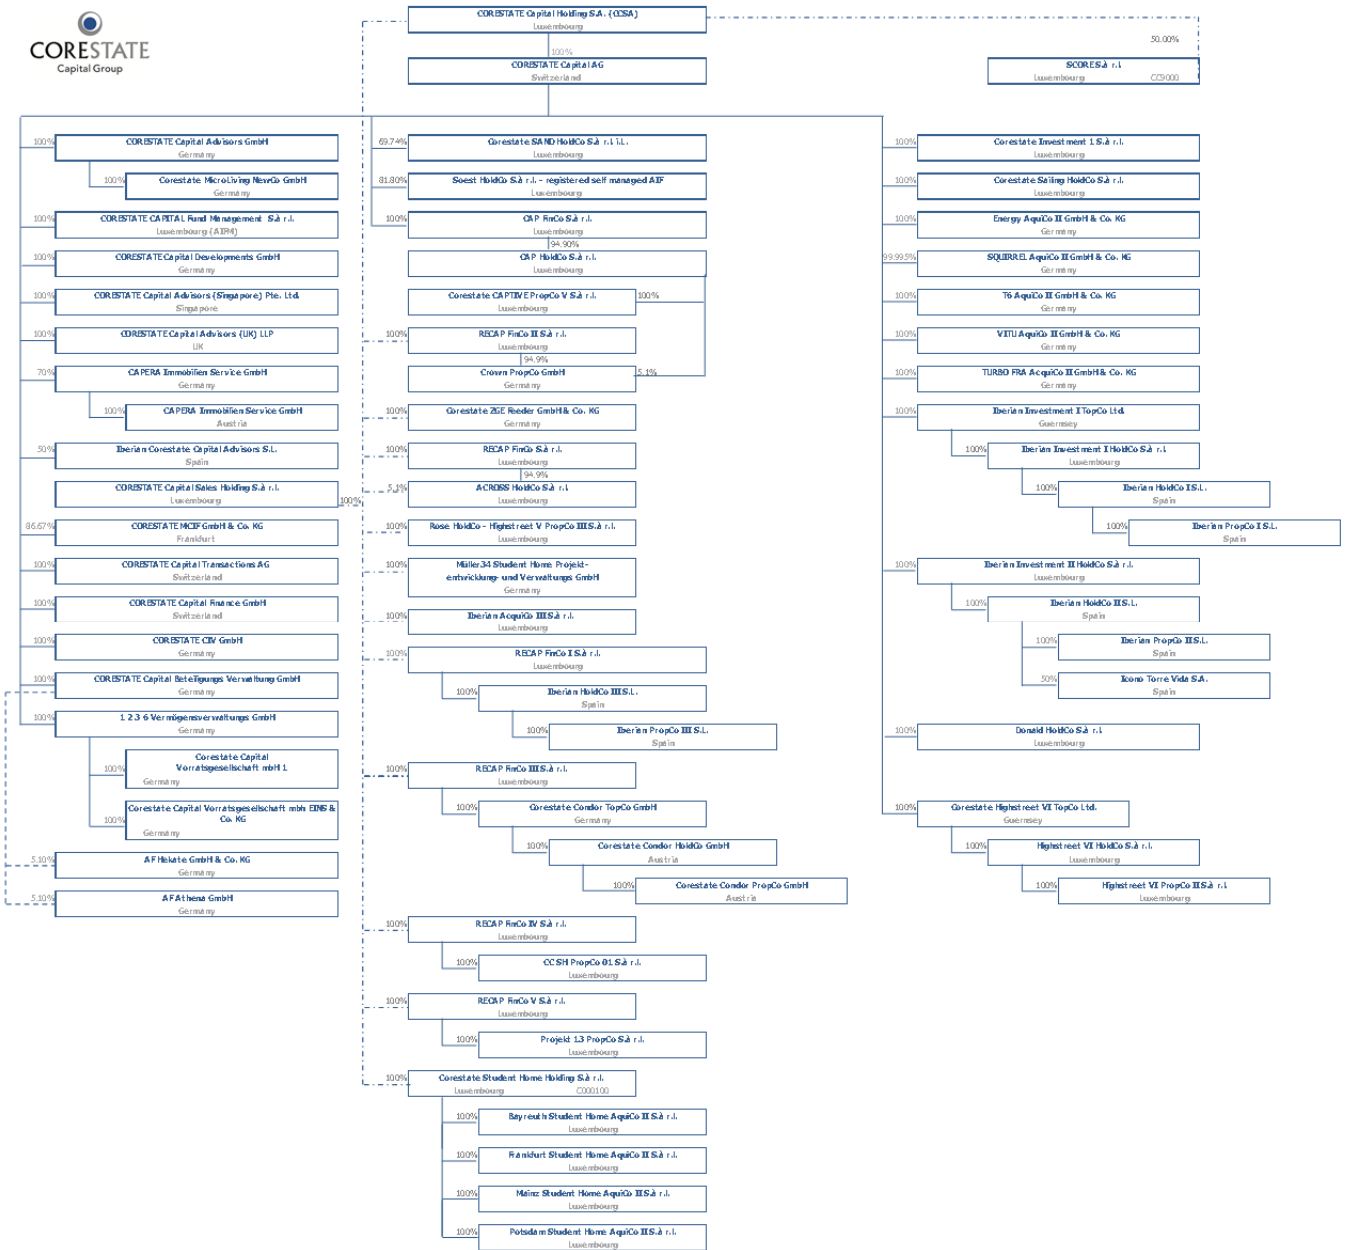 CORESTATE
Capital Group
CORESTATE Capital Holding S.A. (CCSA)
Luxembourg
50.00%
100%
CORESTATE Capital AG
Switzerland
SCORE S.à r.l.
Luxembourg CC9000
100%
CORESTATE Capital Advisors GmbH
Germany
100%
Corestate MicroLiving NewCo GmbH
Germany
100%
CORESTATE CAPITAL Fund Management S.à r.l.
Luxembourg (AIFM)
100%
CORESTATE Capital Developments GmbH
Germany
100%
CORESTATE Capital Advisors (Singapore) Pte. Ltd.
Singapore
100%
CORESTATE Capital Advisors (UK) LLP
UK
70%
CAPERA Immobilien Service GmbH
Germany
100%
CAPERA Immobilien Service GmbH
Austria
50%
Iberian Corestate Capital Advisors S.L.
Spain
CORESTATE Capital Sales Holding S.à r.l.
Luxembourg
100%
86.67%
CORESTATE MCIF GmbH & Co. KG
Frankfurt
100%
CORESTATE Capital Transactions AG
Switzerland
100%
CORESTATE Capital Finance GmbH
Switzerland
100%
CORESTATE CIV GmbH
Germany
100%
CORESTATE Capital Beteiligungs Verwaltung GmbH
Germany
100%
1 2 3 6 Vermögensverwaltungs GmbH
Germany
100%
Corestate Capital
Vorratsgesellschaft mbH 1
Germany
100%
Corestate Capital Vorratsgesellschaft mbh EINS &
Co. KG
Germany
5.10%
AF Hekate GmbH & Co. KG
Germany
5.10%
AF Athena GmbH
Germany
69.74%
Corestate SAND HoldCo S.à r.l. i.L.
Luxembourg
81.80%
Soest HoldCo S.à r.l. - registered self managed AIF
Luxembourg
100%
CAP FinCo S.à r.l.
Luxembourg
94.90%
CAP HoldCo S.à r.l.
Luxembourg
Corestate CAPTIVE PropCo V S.à r.l.
Luxembourg
100%
100%
RECAP FinCo II S.à r.l.
Luxembourg
94.9%
Crown PropCo GmbH
Germany
5.1%
100%
Corestate ZGE Feeder GmbH & Co. KG
Germany
100%
RECAP FinCo S.à r.l.
Luxembourg
94.9%
5.1%
ACROSS HoldCo S.à r.l.
Luxembourg
100%
Rose HoldCo - Highstreet V PropCo III S.à r.l.
Luxembourg
100%
Müller34 Student Home Projekt-
entwicklung- und Verwaltungs GmbH
Germany
100%
Iberian AcquiCo III S.à r.l.
Luxembourg
100%
RECAP FinCo I S.à r.l.
Luxembourg
100%
Iberian HoldCo III S.L.
Spain
100%
Iberian PropCo III S.L.
Spain
100%
RECAP FinCo III S.à r.l.
Luxembourg
100%
Corestate Condor TopCo GmbH
Germany
100%
Corestate Condor HoldCo GmbH
Austria
100%
Corestate Condor PropCo GmbH
Austria
100%
RECAP FinCo IV S.à r.l.
Luxembourg
100%
CCSH PropCo 01 S.à r.l.
Luxembourg
100%
RECAP FinCo V S.à r.l.
Luxembourg
100%
Projekt 13 PropCo S.à r.l.
Luxembourg
100%
Corestate Student Home Holding S.à r.l.
Luxembourg C000100
100%
Bayreuth Student Home AquiCo II S.à r.l.
Luxembourg
100%
Frankfurt Student Home AquiCo II S.à r.l.
Luxembourg
100%
Mainz Student Home AquiCo II S.à r.l.
Luxembourg
100%
Potsdam Student Home AquiCo II S.à r.l.
Luxembourg
100%
Corestate Investment 1 S.à r.l.
Luxembourg
100%
Corestate Sailing HoldCo S.à r.l.
Luxembourg
100%
Energy AquiCo II GmbH & Co. KG
Germany
99.995%
SQUIRREL AquiCo II GmbH & Co. KG
Germany
100%
T6 AquiCo II GmbH & Co. KG
Germany
100%
VITU AquiCo II GmbH & Co. KG
Germany
100%
TURBO FRA AcquiCo II GmbH & Co. KG
Germany
100%
Iberian Investment I TopCo Ltd.
Guernsey
100%
Iberian Investment I HoldCo S.à r.l.
Luxembourg
100%
Iberian HoldCo I S.L.
Spain
100%
Iberian PropCo I S.L.
Spain
100%
Iberian Investment II HoldCo S.à r.l.
Luxembourg
100%
Iberian HoldCo II S.L.
Spain
100%
Iberian PropCo II S.L.
Spain
50%
Icono Torre Vida S.A.
Spain
100%
Donald HoldCo S.à r.l.
Luxembourg
100%
Corestate Highstreet VI TopCo Ltd.
Guernsey
100%
Highstreet VI HoldCo S.à r.l.
Luxembourg
100%
Highstreet VI PropCo II S.à r.l.
Luxembourg